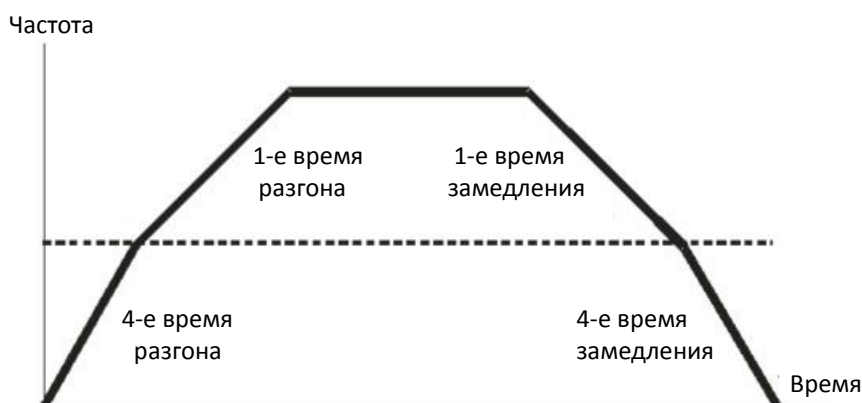 Частота
1-е время
разгона
1-е время
замедления
4-е время
разгона
4-е время
замедления
Время